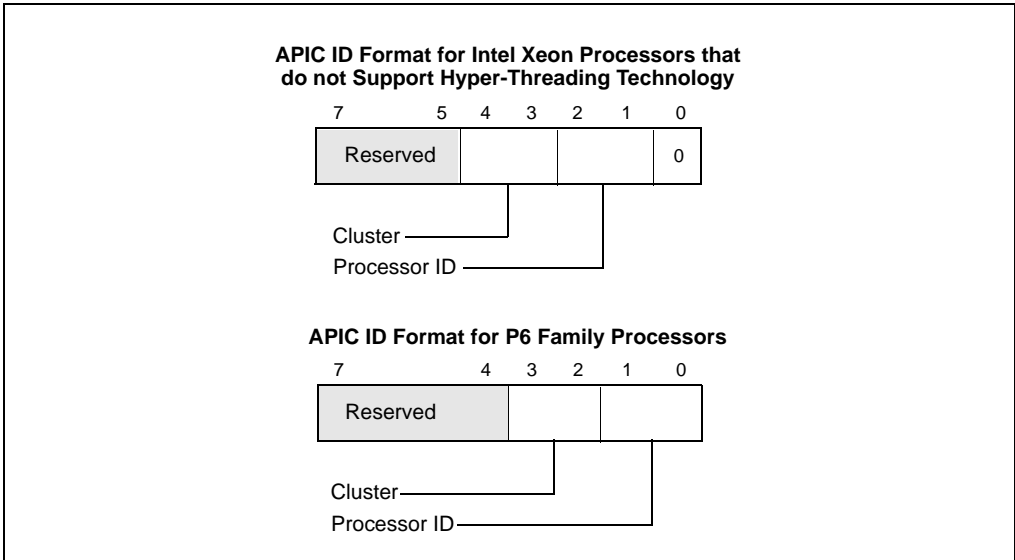 APIC ID Format for Intel Xeon Processors that
do not Support Hyper-Threading Technology
7 5 4 3 2 1 0
Reserved 0
Cluster
Processor ID
APIC ID Format for P6 Family Processors
7 4 3 2 1 0
Reserved
Cluster
Processor ID